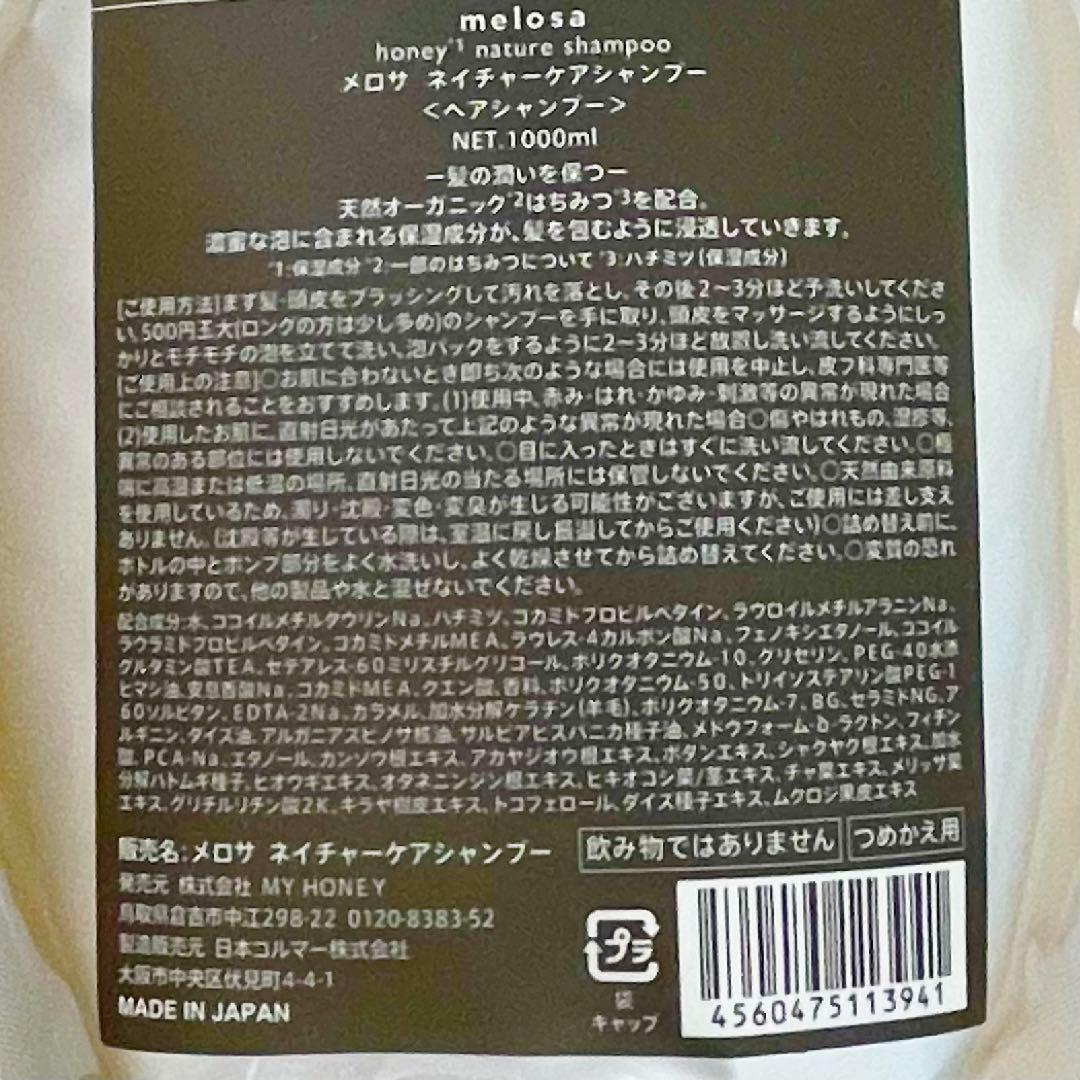 melosa
honey*1 nature shampoo
メロサ ネイチャーケアシャンプー
<ヘアシャンプー>
NET.1000ml
ー髪の潤いを保つー
天然オーガニック*2はちみつ*3を配合。
濃密な泡に含まれる保湿成分が、髪を包むように浸透していきます。
*1:保湿成分 *2:一部のはちみつについて *3:ハチミツ(保湿成分)
[ご使用方法]まず髪・頭皮をブラッシングして汚れを落とし、その後2〜3分ほど予洗いしてくださ
い。500円玉大(ロングの方は少し多め)のシャンプーを手に取り、頭皮をマッサージするようにしっ
かりとモチモチの泡を立てて洗い、泡パックをするように2〜3分ほど放置し洗い流してください。
[ご使用上の注意]○お肌に合わないとき即ち次のような場合には使用を中止し、皮フ科専門医等
にご相談されることをおすすめします。(1)使用中、赤み・はれ・かゆみ・刺激等の異常が現れた場合
(2)使用したお肌に、直射日光があたって上記のような異常が現れた場合○傷やはれもの、湿疹等、
異常のある部位には使用しないでください。○目に入ったときはすぐに洗い流してください。○極
端に高温または低温の場所、直射日光の当たる場所には保管しないでください。○天然由来原料
を使用しているため、濁り・沈殿・変色・変臭が生じる可能性がございますが、ご使用には差し支え
ありません。(沈殿等が生じている際は、室温に戻し振温してからご使用ください)○詰め替え前に、
ボトルの中とポンプ部分をよく水洗いし、よく乾燥させてから詰め替えてください。○変質の恐れ
がありますので、他の製品や水と混ぜないでください。
配合成分:水、ココイルメチルタウリンNa、ハチミツ、コカミドプロピルベタイン、ラウロイルメチルアラニンNa、
ラウラミドプロピルベタイン、コカミドメチルMEA、ラウレス-4カルボン酸Na、フェノキシエタノール、ココイル
グルタミン酸TEA、セテアレス-60ミリスチルグリコール、ポリクオタニウム-10、グリセリン、PEG-40水添
ヒマシ油、安息香酸Na、コカミドMEA、クエン酸、香料、ポリクオタニウム-50、トリイソステアリン酸PEG-1
60ソルビタン、EDTA-2Na、カラメル、加水分解ケラチン(羊毛)、ポリクオタニウム-7、BG、セラミドNG、ア
ルギニン、ダイズ油、アルガニアスピノサ核油、サルビアヒスパニカ種子油、メドウフォーム-δ-ラクトン、フィチン
酸、PCA-Na、エタノール、カンゾウ根エキス、アカヤジオウ根エキス、ボタンエキス、シャクヤク根エキス、加水
分解ハトムギ種子、ヒオウギエキス、オタネニンジン根エキス、ヒキオコシ葉/茎エキス、チャ葉エキス、メリッサ葉
エキス、グリチルリチン酸2K、キラヤ樹皮エキス、トコフェロール、ダイズ種子エキス、ムクロジ果皮エキス
販売名:メロサ ネイチャーケアシャンプー
飲み物ではありません
つめかえ用
発売元 株式会社 MY HONEY
鳥取県倉吉市中江298-22 0120-8383-52
製造販売元 日本コルマー株式会社
大阪市中央区伏見町4-4-1
MADE IN JAPAN
プラ
袋
キャップ
4560475113941